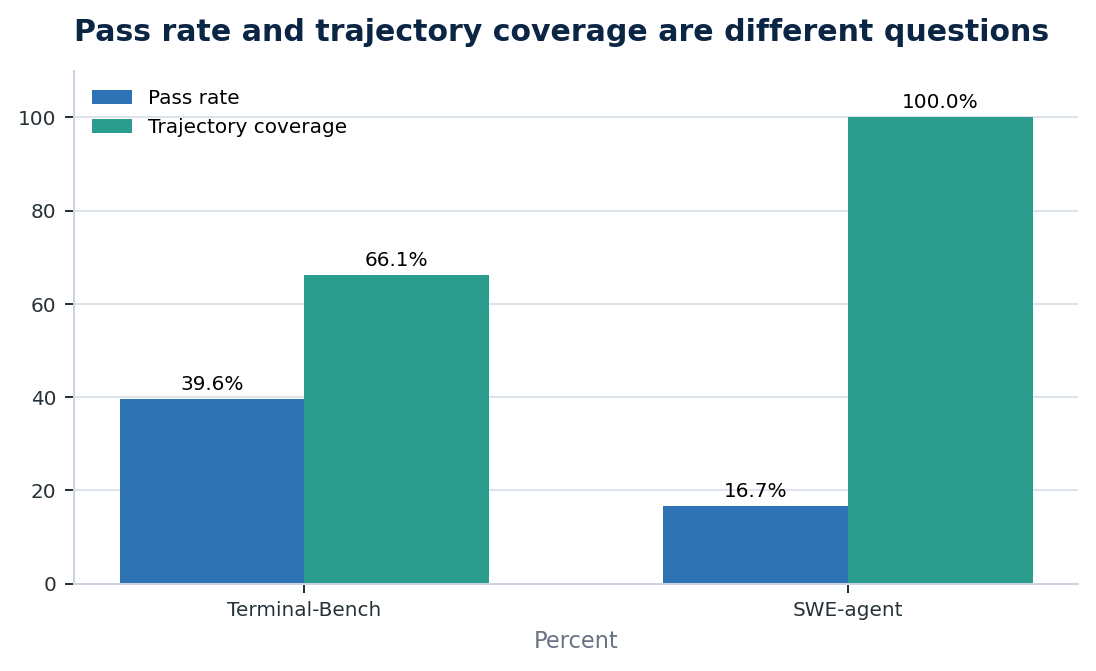 Pass rate and trajectory coverage are different questions
Pass rate
Trajectory coverage
100
80
60
40
20
0
39.6%
66.1%
16.7%
100.0%
Terminal-Bench
SWE-agent
Percent